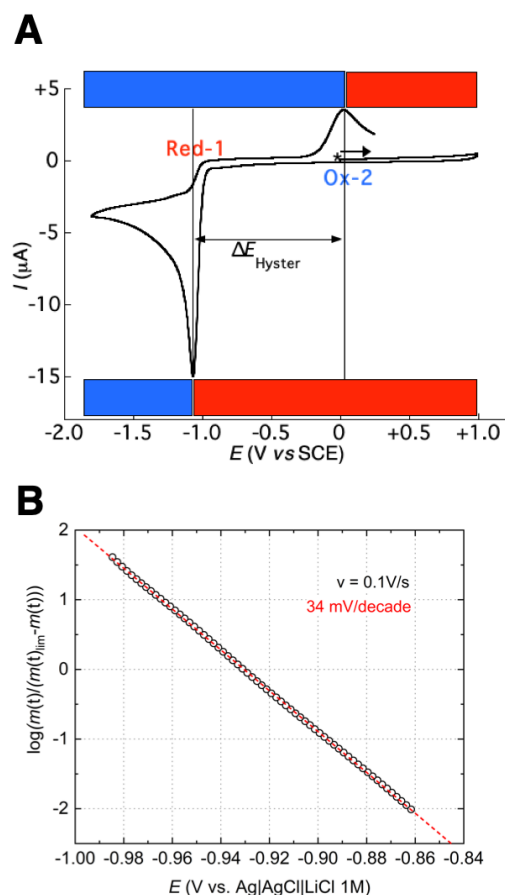 A
+5
0
-5
-10
-15
I (μA)
Red-1
*
Ox-2
ΔE Hyster
-2.0 -1.5 -1.0 -0.5 0 +0.5 +1.0
E (V vs SCE)
B
2
1
0
-1
-2
log(m(t)/(m(t)lim-m(t)))
v = 0.1V/s
34 mV/decade
-1.00 -0.98 -0.96 -0.94 -0.92 -0.90 -0.88 -0.86 -0.84
E (V vs. Ag|AgCl|LiCl 1M)